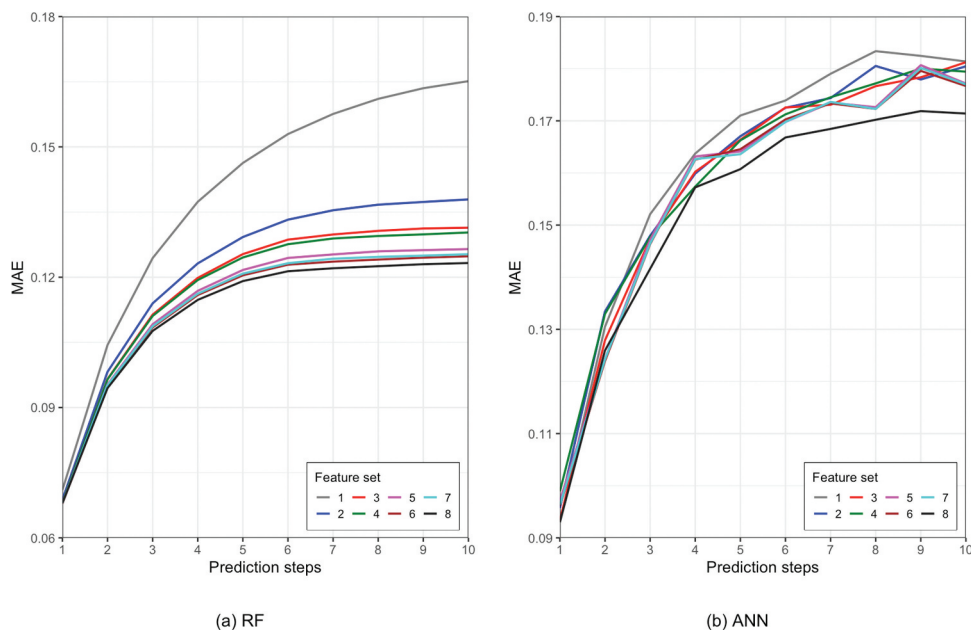 0.18
0.15
0.12
0.09
0.06
MAE
1 2 3 4 5 6 7 8 9 10
Prediction steps
Feature set
1 3 5 7
2 4 6 8
(a) RF
0.19
0.17
0.15
0.13
0.11
0.09
MAE
1 2 3 4 5 6 7 8 9 10
Prediction steps
Feature set
1 3 5 7
2 4 6 8
(b) ANN